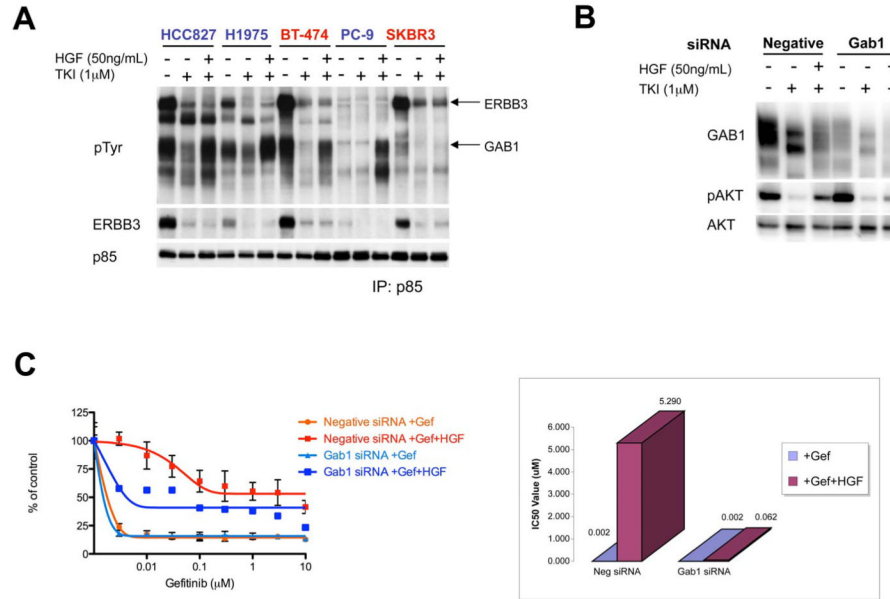 A
HCC827 H1975 BT-474 PC-9 SKBR3
HGF (50ng/mL) - - + - - + - - + - - + - - +
TKI (1μM) - + + - + + - + + - + + - + +
pTyr
ERBB3
GAB1
ERBB3
p85
IP: p85
B
siRNA Negative Gab1
HGF (50ng/mL) - - + - -
TKI (1μM) - + + - +
GAB1
pAKT
AKT
C
125
100
75
50
25
0
% of control
0.01 0.1 1 10
Gefitinib (μM)
Negative siRNA +Gef
Negative siRNA +Gef+HGF
Gab1 siRNA +Gef
Gab1 siRNA +Gef+HGF
IC50 Value (uM)
6.000
5.000
4.000
3.000
2.000
1.000
0.000
0.002
5.290
0.002
0.062
Neg siRNA Gab1 siRNA
+Gef
+Gef+HGF